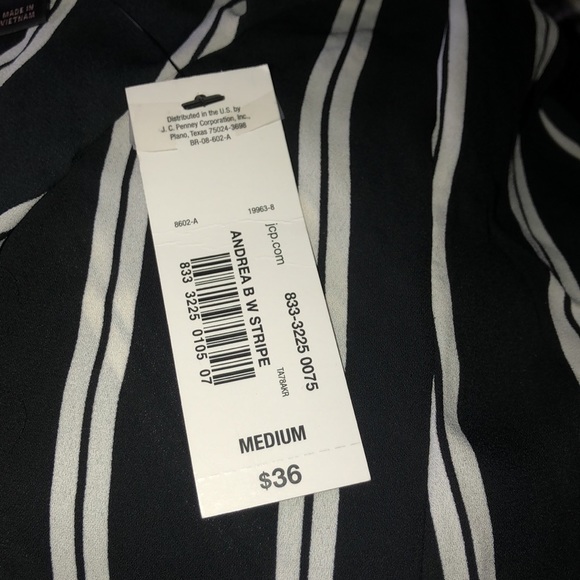 MADE IN
VIETNAM
Distributed in the U.S. by
J. C. Penney Corporation, Inc.,
Plano, Texas 75024-3698
BR-08-602-A
8602-A
19963-8
jcp.com
833-3225 0075
TA78AKR
ANDREA B W STRIPE
833 3225 0105 07
MEDIUM
$36